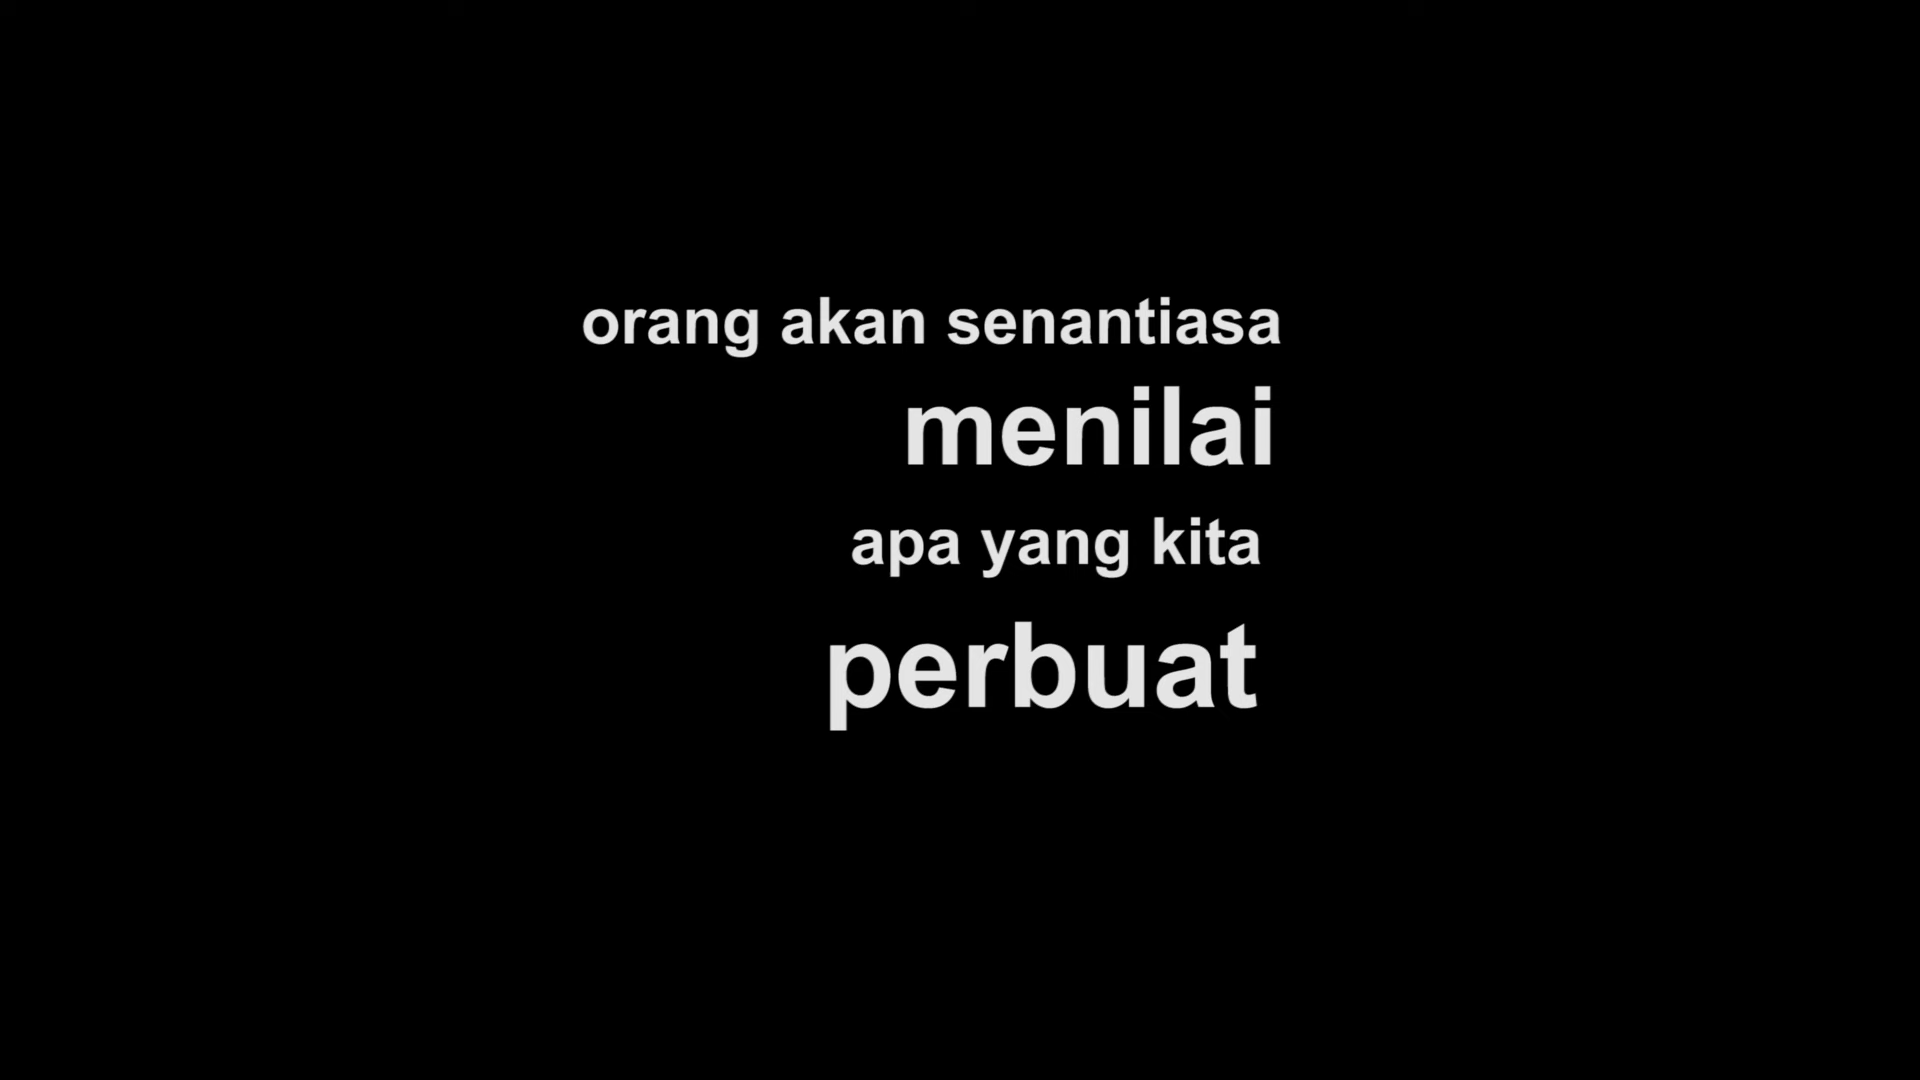 orang akan senantiasa
menilai
apa yang kita
perbuat